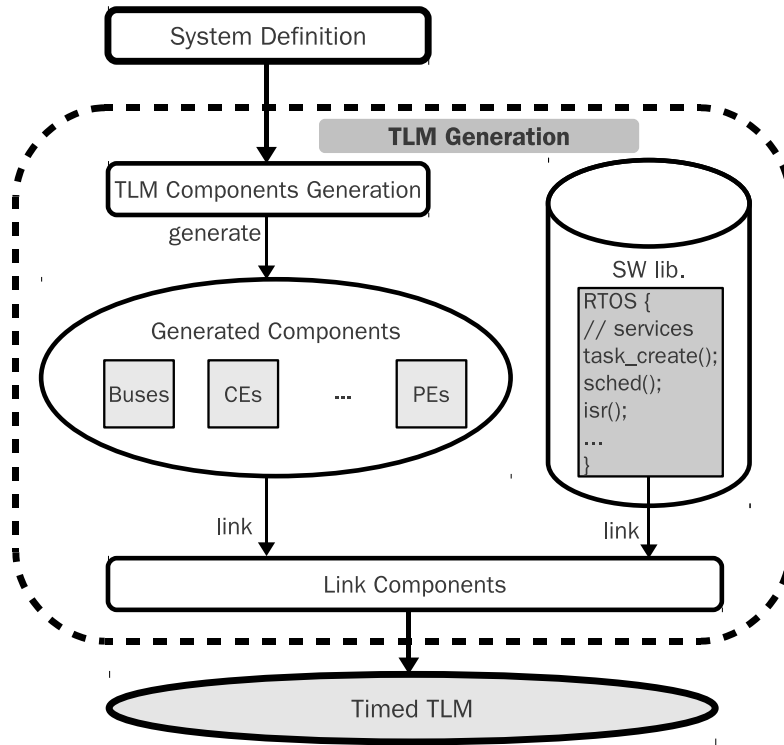 System Definition
TLM Generation
TLM Components Generation
generate
Generated Components
Buses
CEs
...
PEs
SW lib.
RTOS {
// services
task_create();
sched();
isr();
...
}
link
link
Link Components
Timed TLM